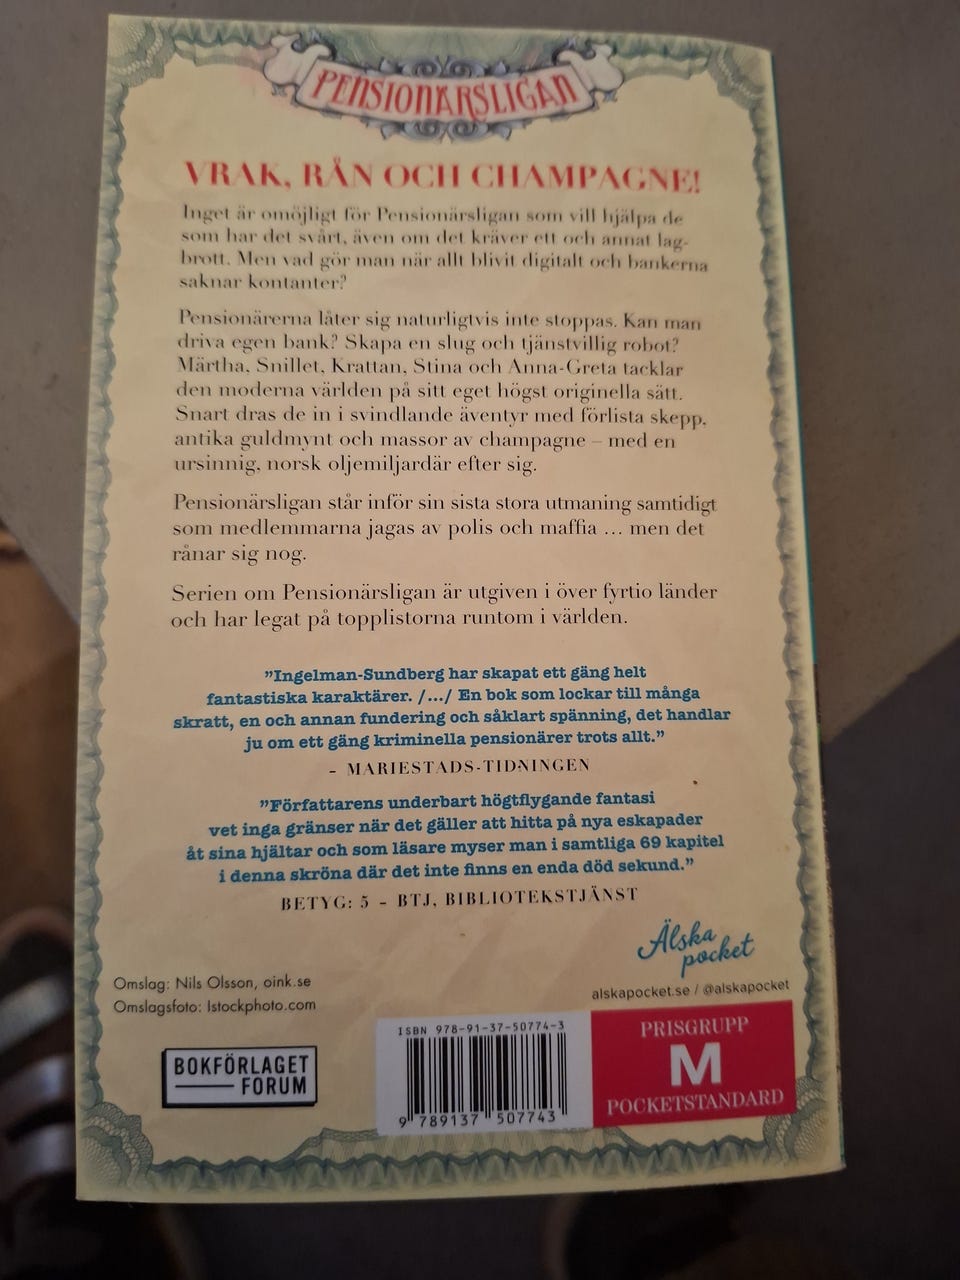 PENSIONÄRSLIGAN
VRAK, RÅN OCH CHAMPAGNE!
Inget är omöjligt för Pensionärsligan som vill hjälpa de
som har det svårt, även om det kräver ett och annat lag-
brott. Men vad gör man när allt blivit digitalt och bankerna
saknar kontanter?
Pensionärerna låter sig naturligtvis inte stoppas. Kan man
driva egen bank? Skapa en slug och tjänstvillig robot?
Märtha, Snillet, Krattan, Stina och Anna-Greta tacklar
den moderna världen på sitt eget högst originella sätt.
Snart dras de in i svindlande äventyr med förlista skepp,
antika guldmynt och massor av champagne – med en
ursinnig, norsk oljemiljardär efter sig.
Pensionärsligan står inför sin sista stora utmaning samtidigt
som medlemmarna jagas av polis och maffia ... men det
rånar sig nog.
Serien om Pensionärsligan är utgiven i över fyrtio länder
och har legat på topplistorna runtom i världen.
”Ingelman-Sundberg har skapat ett gäng helt
fantastiska karaktärer. /.../ En bok som lockar till många
skratt, en och annan fundering och såklart spänning, det handlar
ju om ett gäng kriminella pensionärer trots allt.”
– MARIESTADS-TIDNINGEN
”Författarens underbart högtflygande fantasi
vet inga gränser när det gäller att hitta på nya eskapader
åt sina hjältar och som läsare myser man i samtliga 69 kapitel
i denna skröna där det inte finns en enda död sekund.”
BETYG: 5 – BTJ, BIBLIOTEKSTJÄNST
Älska
pocket
alskapocket.se / @alskapocket
Omslag: Nils Olsson, oink.se
Omslagsfoto: Istockphoto.com
BOKFÖRLAGET
FORUM
ISBN 978-91-37-50774-3
9 789137 507743
PRISGRUPP
M
POCKETSTANDARD